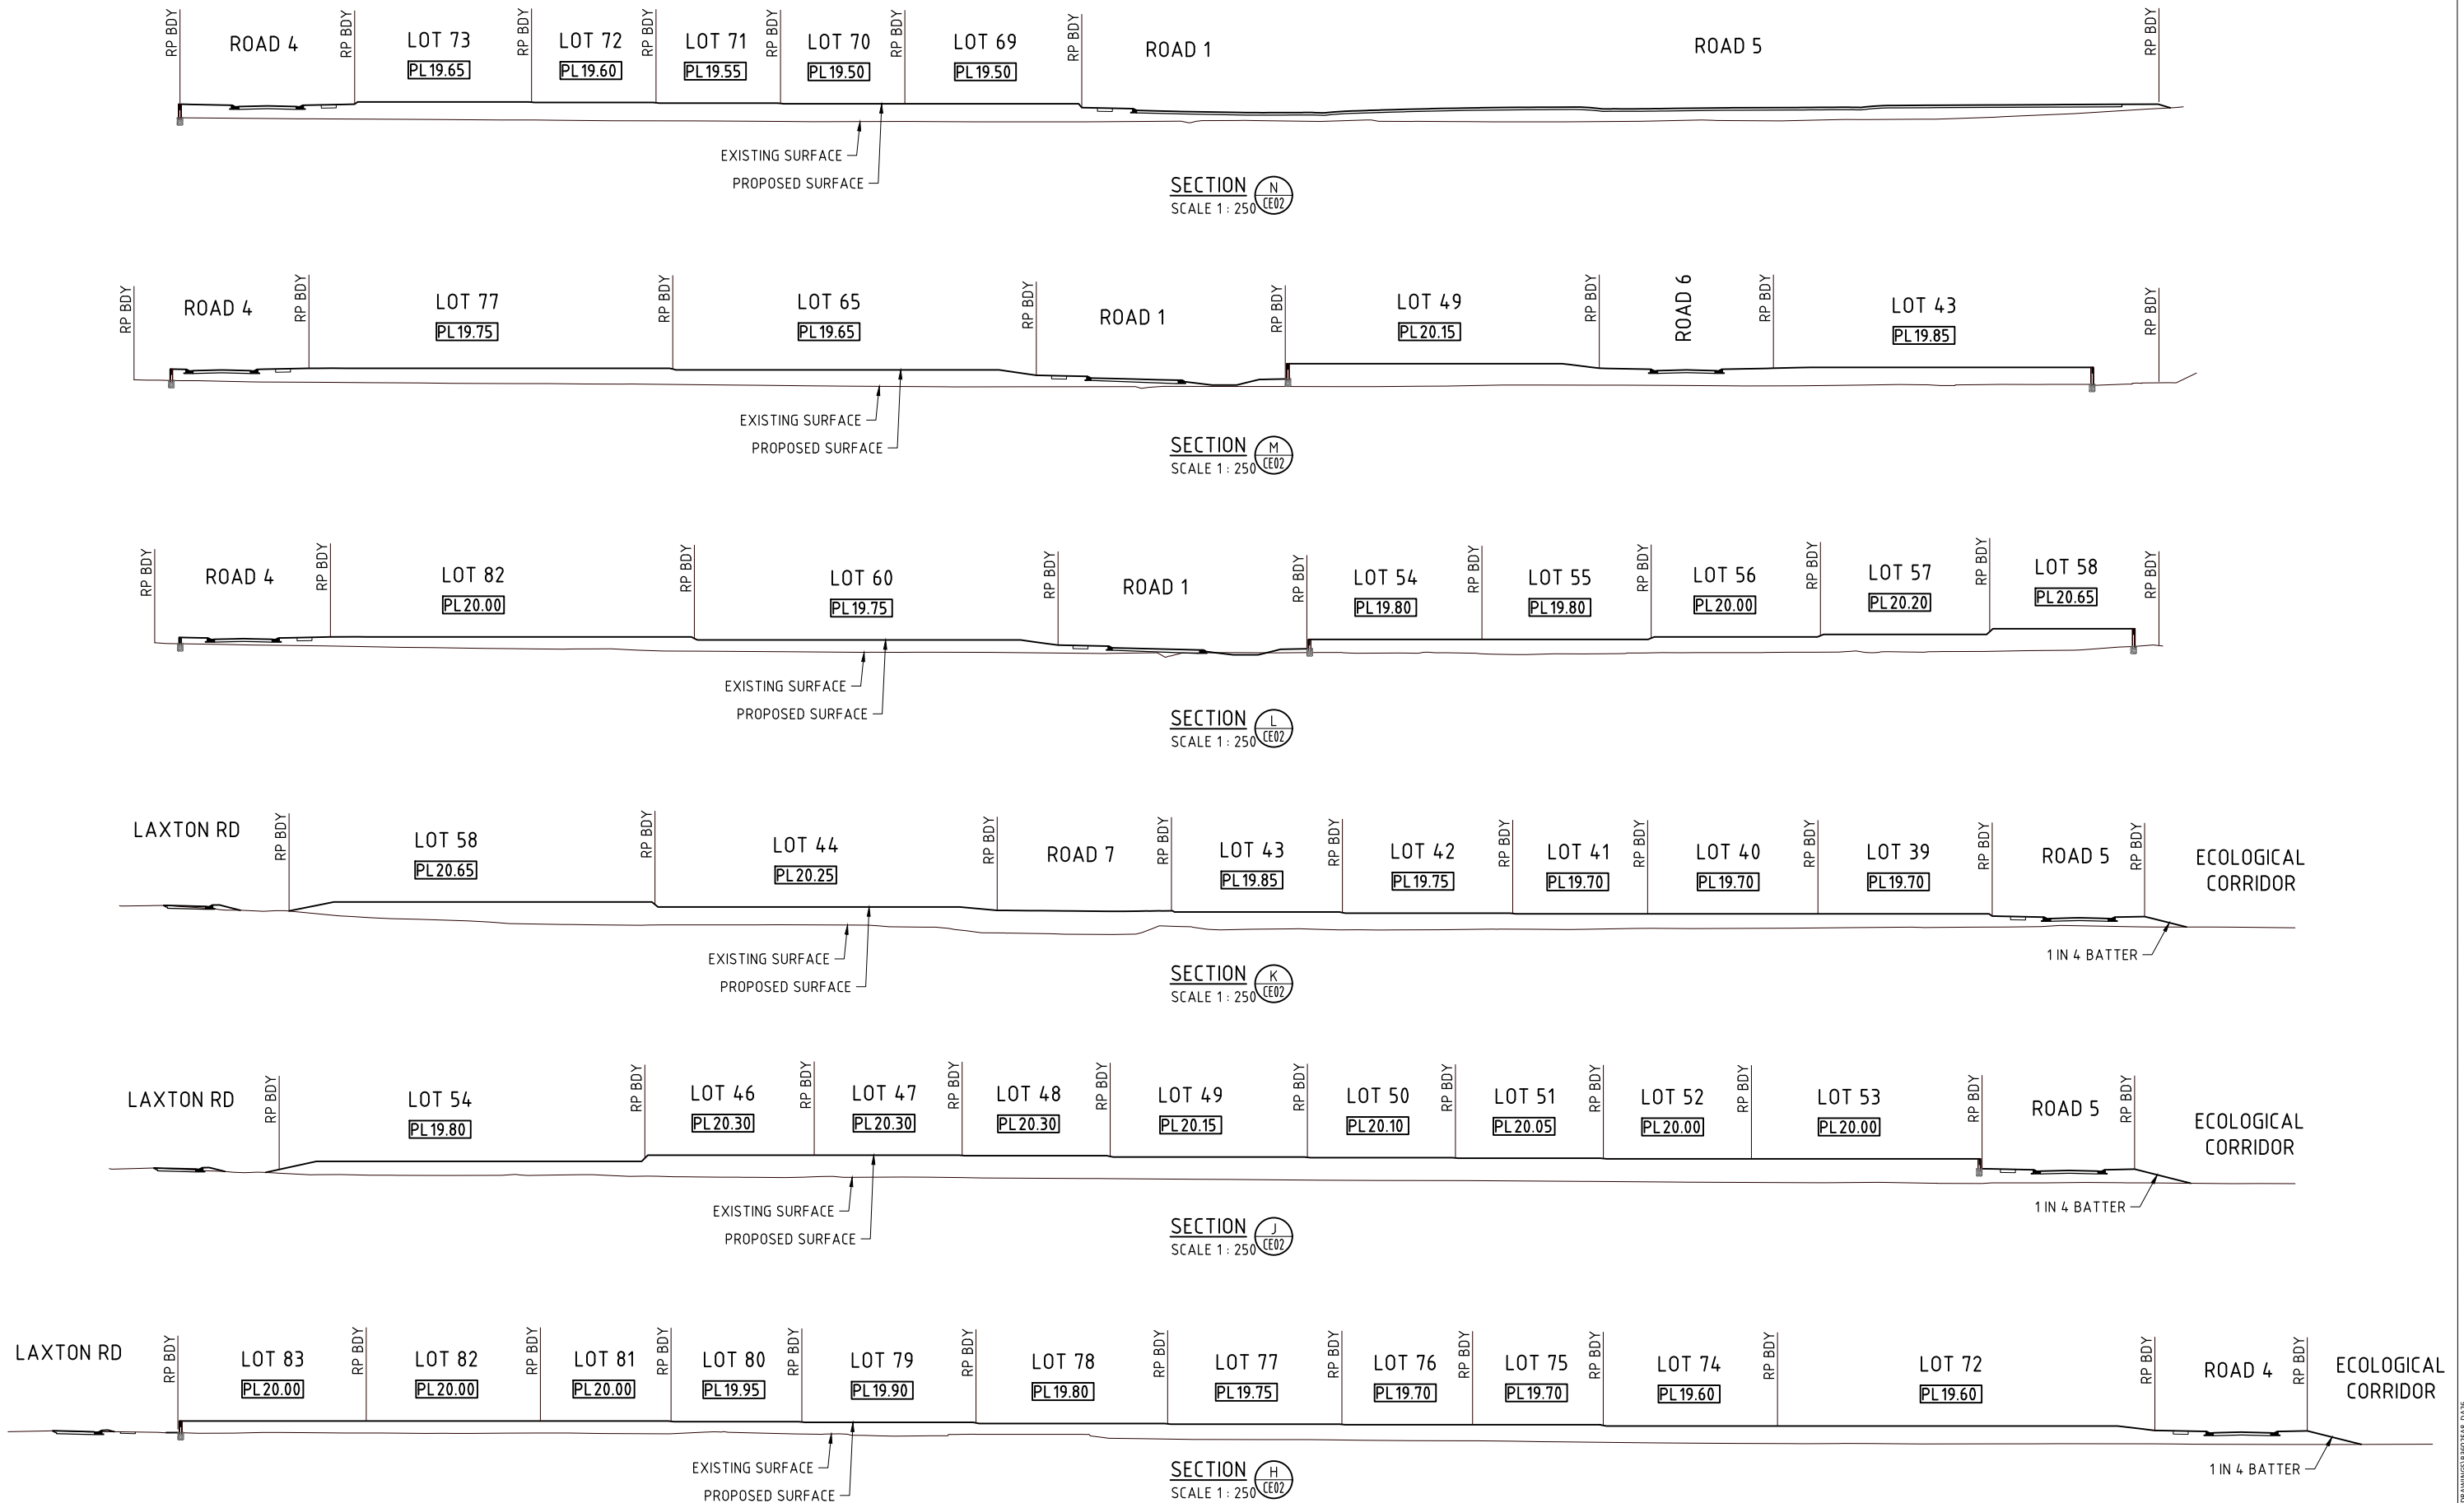 RP BDY
ROAD 4
RP BDY
LOT 73
PL 19.65
RP BDY
LOT 72
PL 19.60
RP BDY
LOT 71
PL 19.55
RP BDY
LOT 70
PL 19.50
RP BDY
LOT 69
PL 19.50
RP BDY
ROAD 1
ROAD 5
RP BDY
EXISTING SURFACE
PROPOSED SURFACE
SECTION N
SCALE 1 : 250 CE02
RP BDY
ROAD 4
RP BDY
LOT 77
PL 19.75
RP BDY
LOT 65
PL 19.65
RP BDY
ROAD 1
RP BDY
LOT 49
PL 20.15
RP BDY
ROAD 6
RP BDY
LOT 43
PL 19.85
RP BDY
EXISTING SURFACE
PROPOSED SURFACE
SECTION M
SCALE 1 : 250 CE02
RP BDY
ROAD 4
RP BDY
LOT 82
PL 20.00
RP BDY
LOT 60
PL 19.75
RP BDY
ROAD 1
RP BDY
LOT 54
PL 19.80
RP BDY
LOT 55
PL 19.80
RP BDY
LOT 56
PL 20.00
RP BDY
LOT 57
PL 20.20
RP BDY
LOT 58
PL 20.65
RP BDY
EXISTING SURFACE
PROPOSED SURFACE
SECTION L
SCALE 1 : 250 CE02
LAXTON RD
RP BDY
LOT 58
PL 20.65
RP BDY
LOT 44
PL 20.25
RP BDY
ROAD 7
RP BDY
LOT 43
PL 19.85
RP BDY
LOT 42
PL 19.75
RP BDY
LOT 41
PL 19.70
RP BDY
LOT 40
PL 19.70
RP BDY
LOT 39
PL 19.70
RP BDY
ROAD 5
RP BDY
ECOLOGICAL
CORRIDOR
EXISTING SURFACE
PROPOSED SURFACE
1 IN 4 BATTER
SECTION K
SCALE 1 : 250 CE02
LAXTON RD
RP BDY
LOT 54
PL 19.80
RP BDY
LOT 46
PL 20.30
RP BDY
LOT 47
PL 20.30
RP BDY
LOT 48
PL 20.30
RP BDY
LOT 49
PL 20.15
RP BDY
LOT 50
PL 20.10
RP BDY
LOT 51
PL 20.05
RP BDY
LOT 52
PL 20.00
RP BDY
LOT 53
PL 20.00
RP BDY
ROAD 5
RP BDY
ECOLOGICAL
CORRIDOR
EXISTING SURFACE
PROPOSED SURFACE
1 IN 4 BATTER
SECTION J
SCALE 1 : 250 CE02
LAXTON RD
RP BDY
LOT 83
PL 20.00
RP BDY
LOT 82
PL 20.00
RP BDY
LOT 81
PL 20.00
RP BDY
LOT 80
PL 19.95
RP BDY
LOT 79
PL 19.90
RP BDY
LOT 78
PL 19.80
RP BDY
LOT 77
PL 19.75
RP BDY
LOT 76
PL 19.70
RP BDY
LOT 75
PL 19.70
RP BDY
LOT 74
PL 19.60
RP BDY
LOT 72
PL 19.60
RP BDY
ROAD 4
RP BDY
ECOLOGICAL
CORRIDOR
EXISTING SURFACE
PROPOSED SURFACE
1 IN 4 BATTER
SECTION H
SCALE 1 : 250 CE02